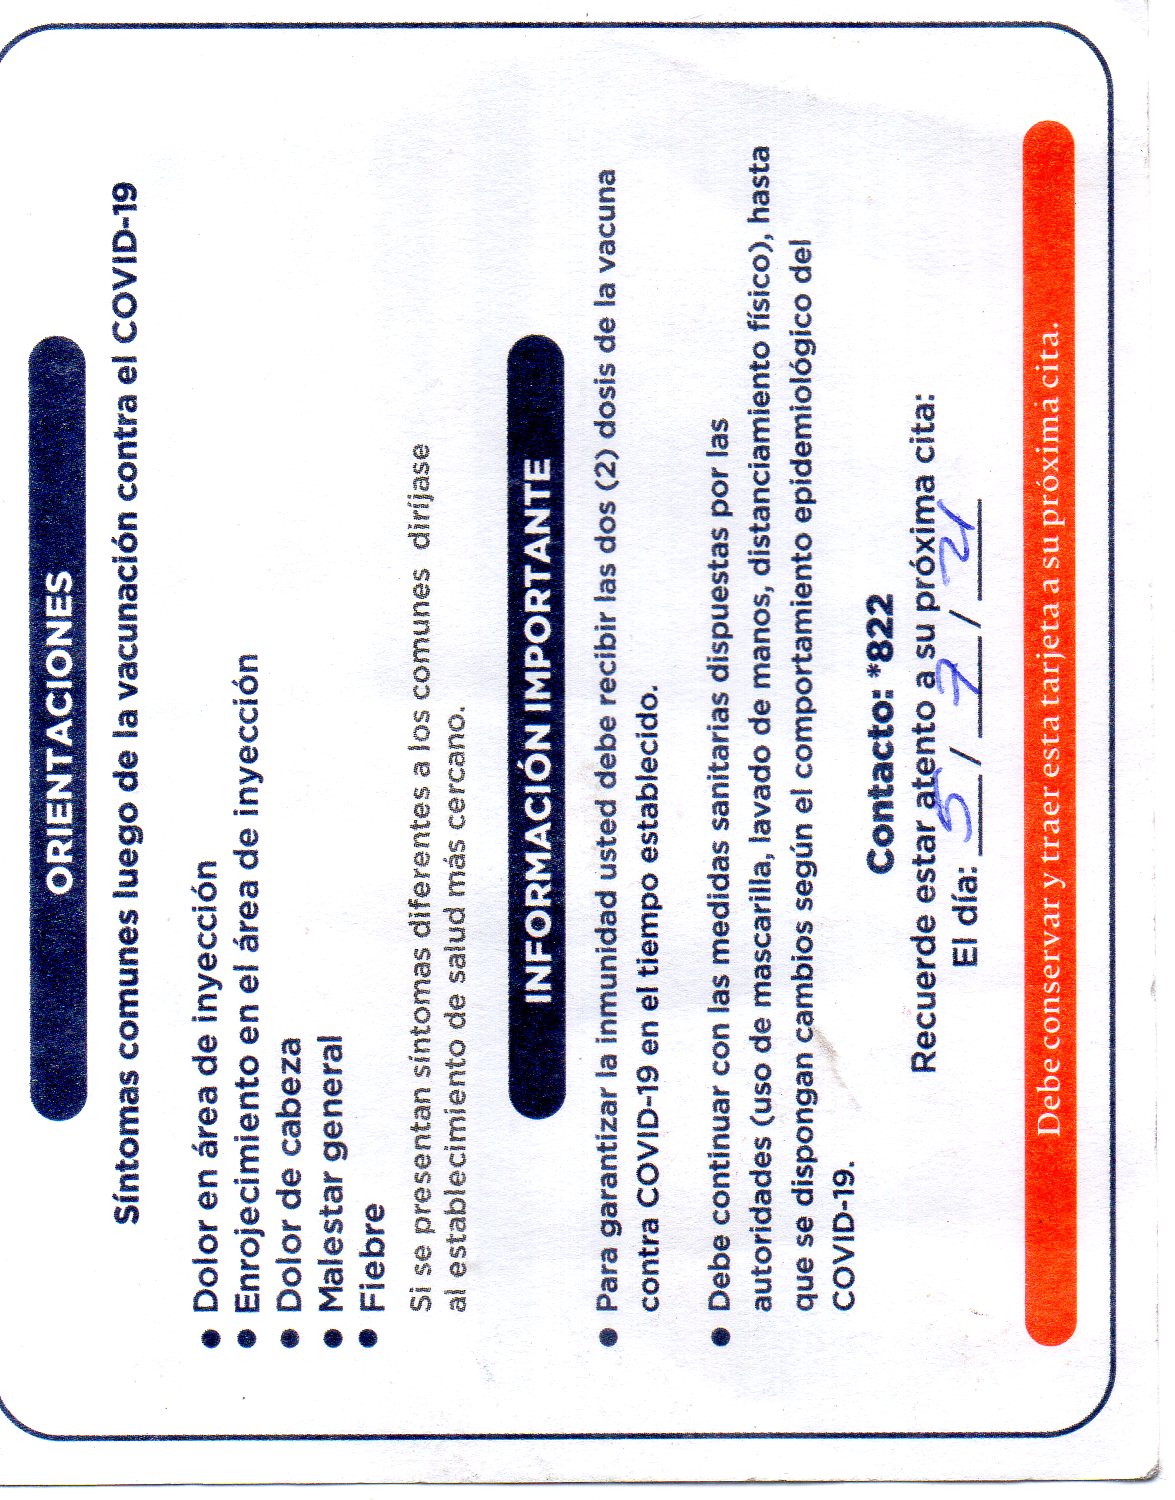 ORIENTACIONES
Síntomas comunes luego de la vacunación contra el COVID-19
● Dolor en área de inyección
● Enrojecimiento en el área de inyección
● Dolor de cabeza
● Malestar general
● Fiebre
Si se presentan síntomas diferentes a los comunes diríjase
al establecimiento de salud más cercano.
INFORMACIÓN IMPORTANTE
● Para garantizar la inmunidad usted debe recibir las dos (2) dosis de la vacuna
contra COVID-19 en el tiempo establecido.
● Debe continuar con las medidas sanitarias dispuestas por las
autoridades (uso de mascarilla, lavado de manos, distanciamiento físico), hasta
que se dispongan cambios según el comportamiento epidemiológico del
COVID-19.
Contacto: *822
Recuerde estar atento a su próxima cita:
El día: 5 / 7 / 21
Debe conservar y traer esta tarjeta a su próxima cita.